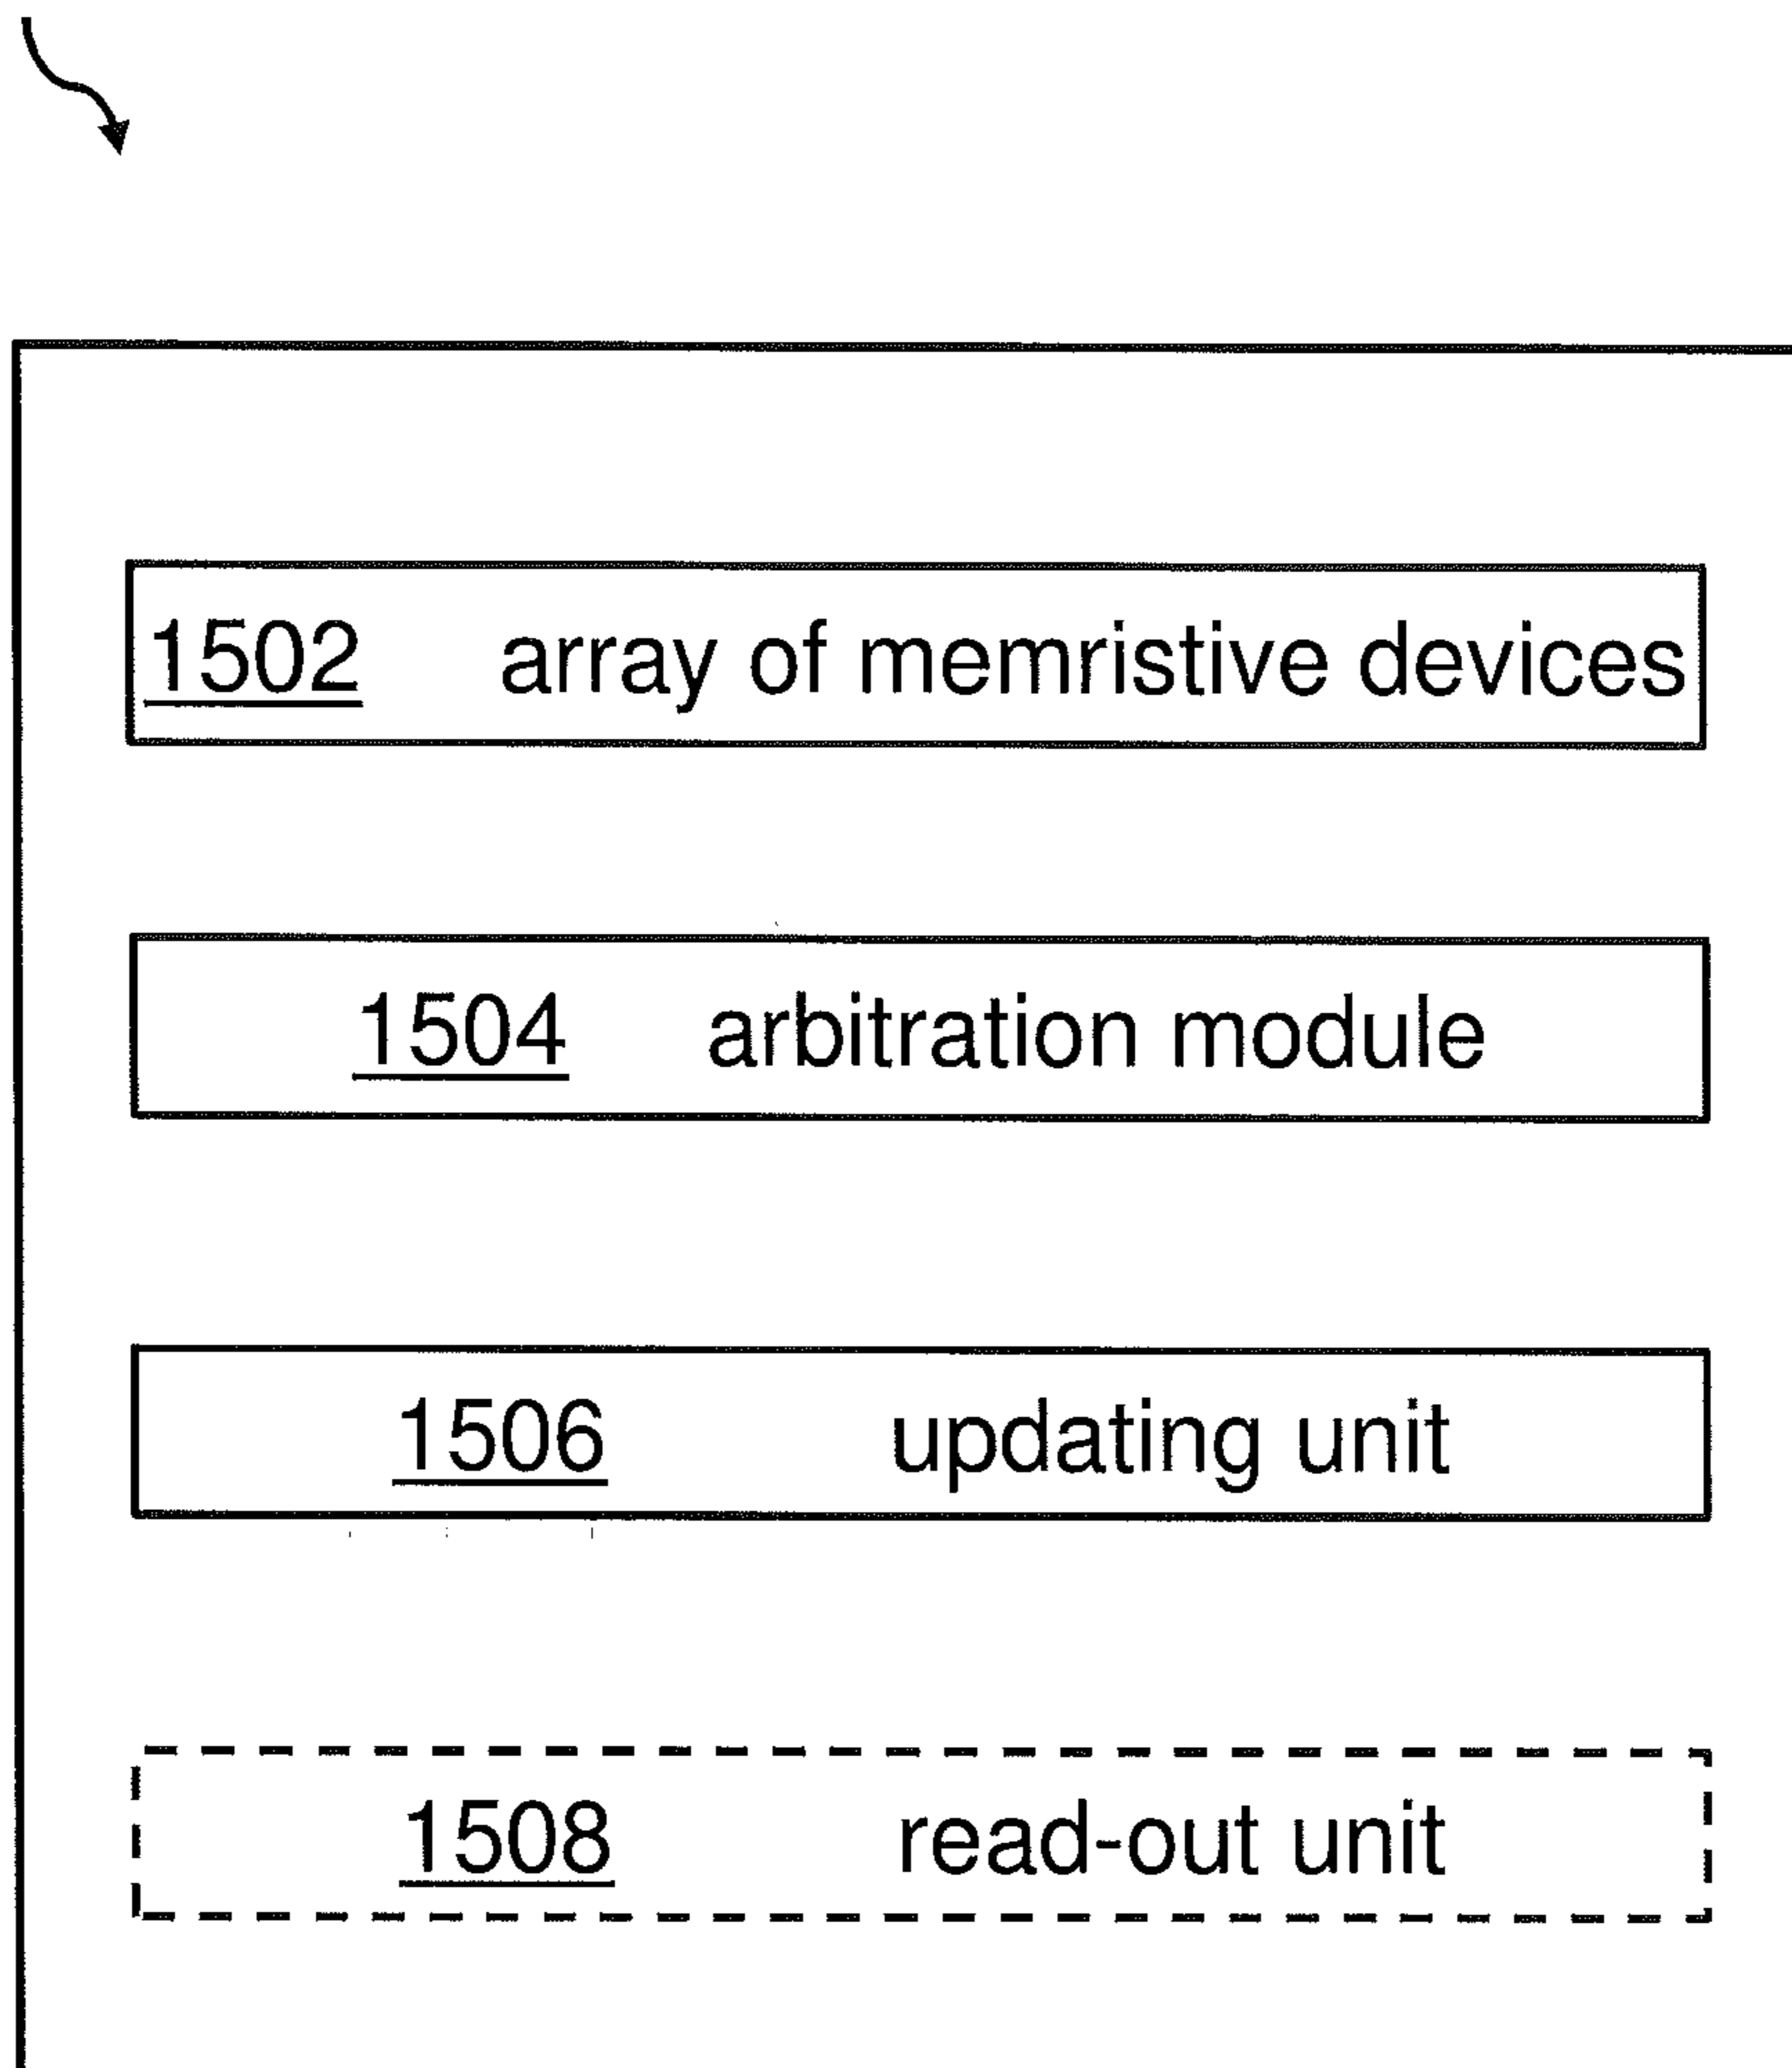 1502 array of memristive devices
1504 arbitration module
1506 updating unit
1508 read-out unit